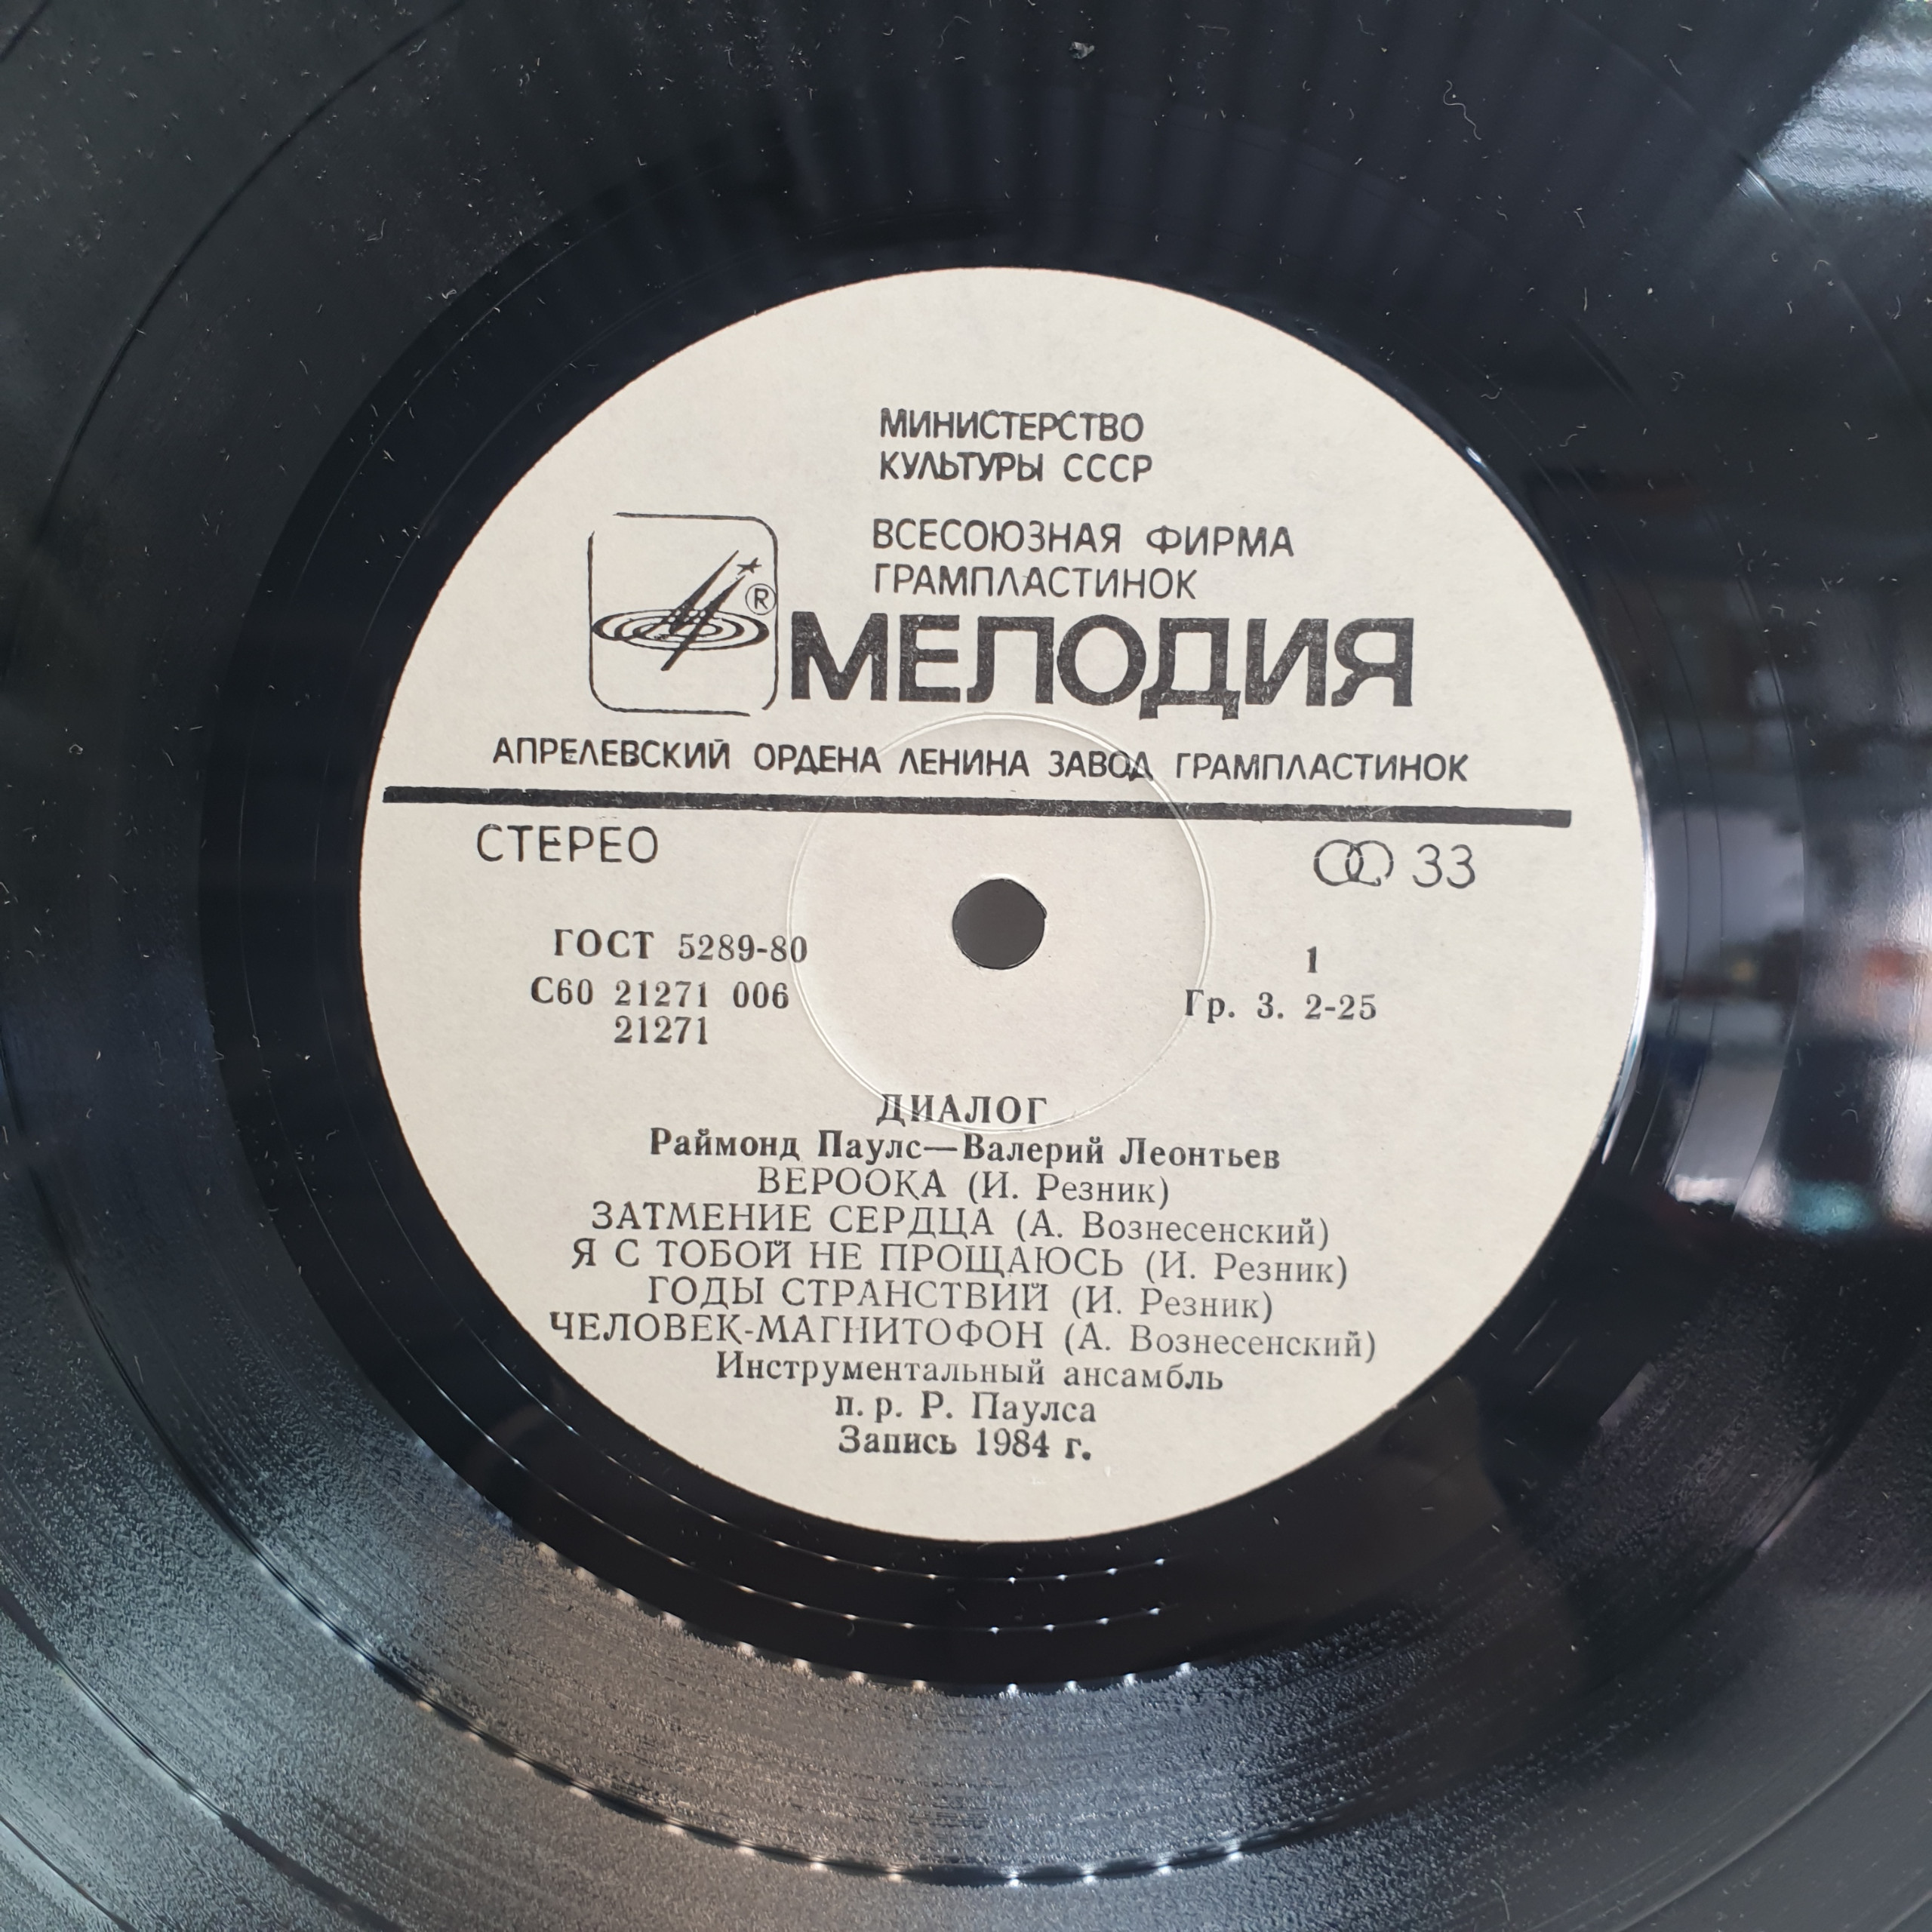 МИНИСТЕРСТВО
КУЛЬТУРЫ СССР
ВСЕСОЮЗНАЯ ФИРМА
ГРАМПЛАСТИНОК
® МЕЛОДИЯ
АПРЕЛЕВСКИЙ ОРДЕНА ЛЕНИНА ЗАВОД ГРАМПЛАСТИНОК
СТЕРЕО 33
ГОСТ 5289-80 1
С60 21271 006 Гр. 3. 2-25
21271
ДИАЛОГ
Раймонд Паулс—Валерий Леонтьев
ВЕРООКА (И. Резник)
ЗАТМЕНИЕ СЕРДЦА (А. Вознесенский)
Я С ТОБОЙ НЕ ПРОЩАЮСЬ (И. Резник)
ГОДЫ СТРАНСТВИЙ (И. Резник)
ЧЕЛОВЕК-МАГНИТОФОН (А. Вознесенский)
Инструментальный ансамбль
п. р. Р. Паулса
Запись 1984 г.